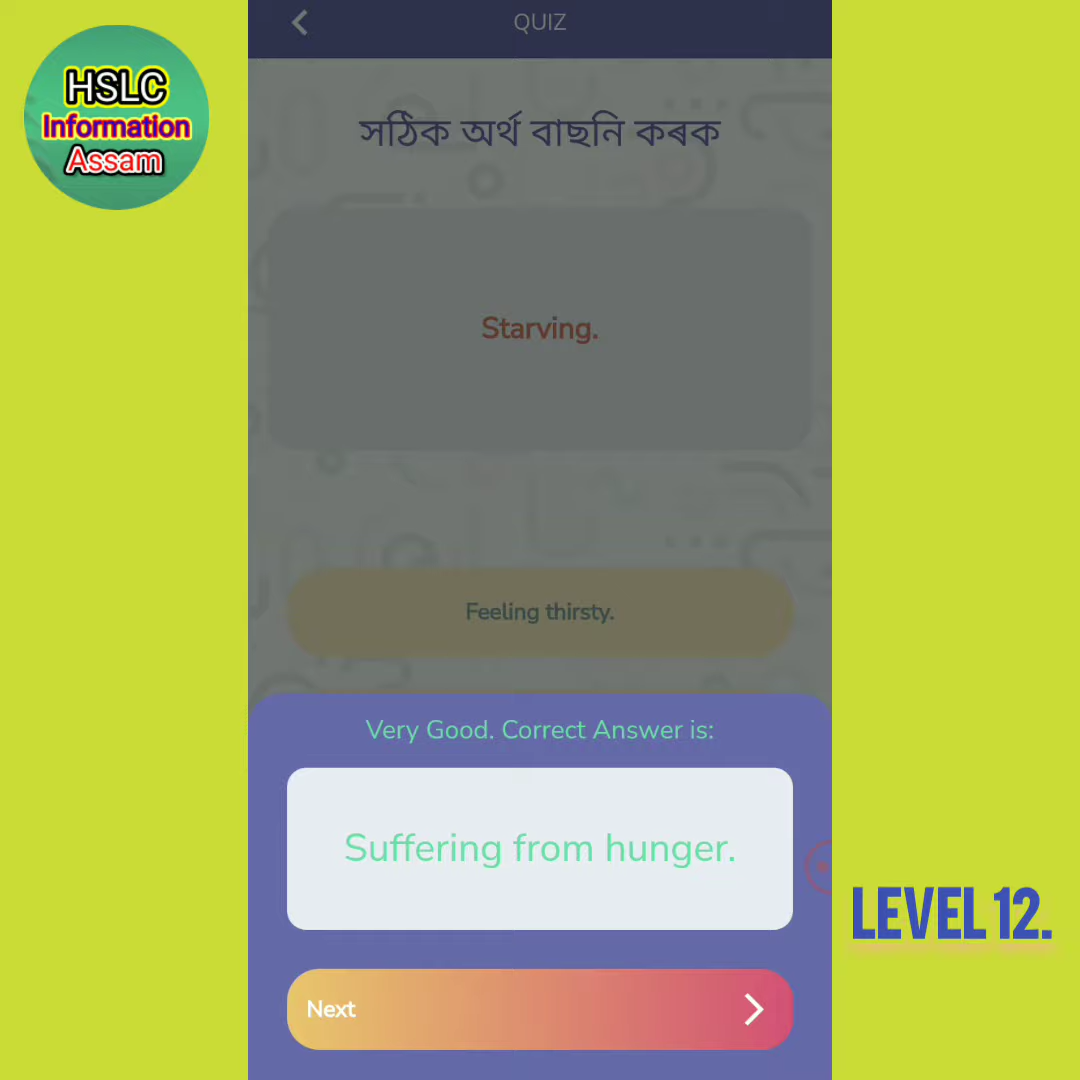 HSLC
Information
Assam
QUIZ
সঠিক অৰ্থ বাছনি কৰক
Starving.
Feeling thirsty.
Very Good. Correct Answer is:
Suffering from hunger.
Next
LEVEL 12.